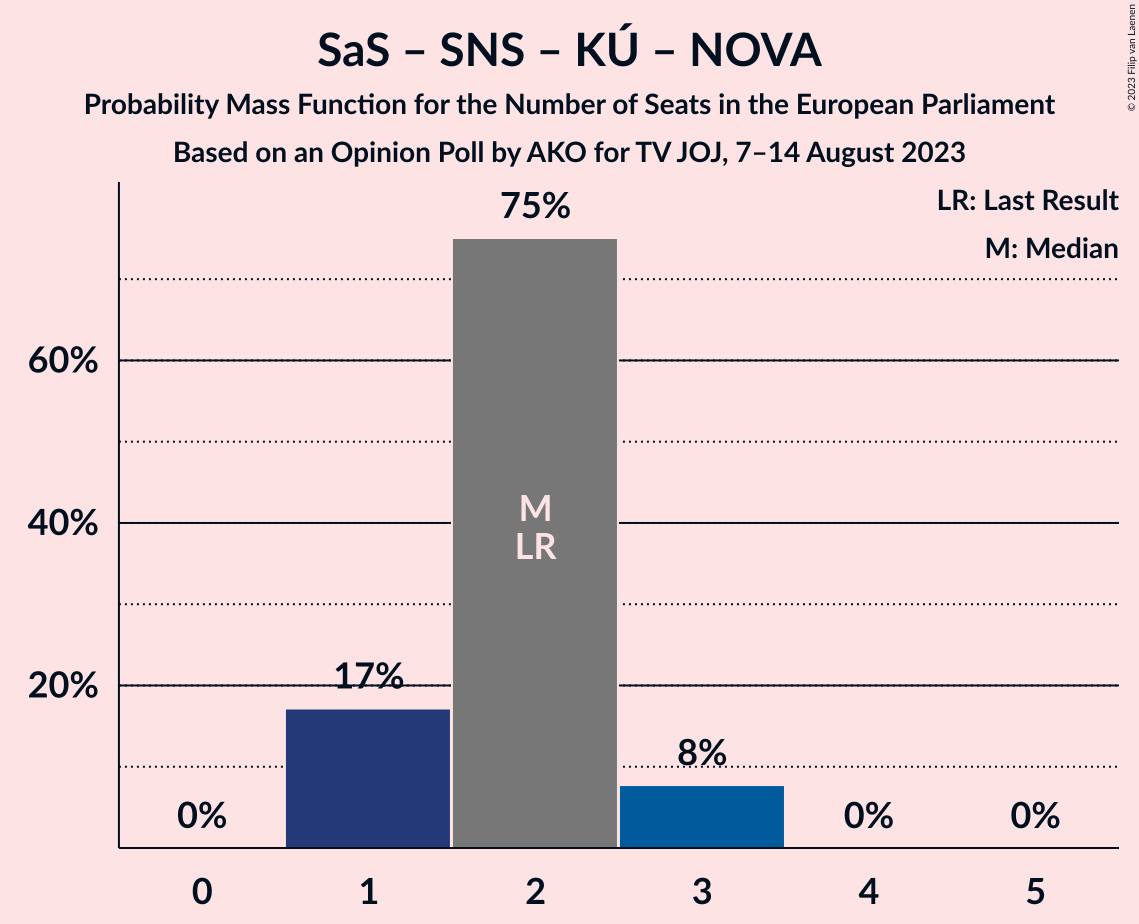 SaS – SNS – KÚ – NOVA
Probability Mass Function for the Number of Seats in the European Parliament
Based on an Opinion Poll by AKO for TV JOJ, 7–14 August 2023
© 2023 Filip van Laenen
LR: Last Result
M: Median
75%
60%
40%
20%
M
LR
17%
8%
0%
0%
0%
0 1 2 3 4 5